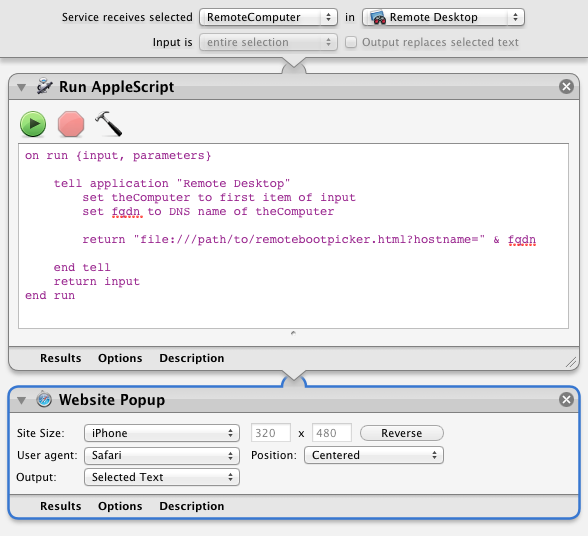 Service receives selected RemoteComputer in Remote Desktop
Input is entire selection Output replaces selected text
Run AppleScript
on run {input, parameters}
tell application "Remote Desktop"
set theComputer to first item of input
set fqdn to DNS name of theComputer
return "file:///path/to/remotebootpicker.html?hostname=" & fqdn
end tell
return input
end run
Results Options Description
Website Popup
Site Size: iPhone 320 x 480 Reverse
User agent: Safari Position: Centered
Output: Selected Text
Results Options Description